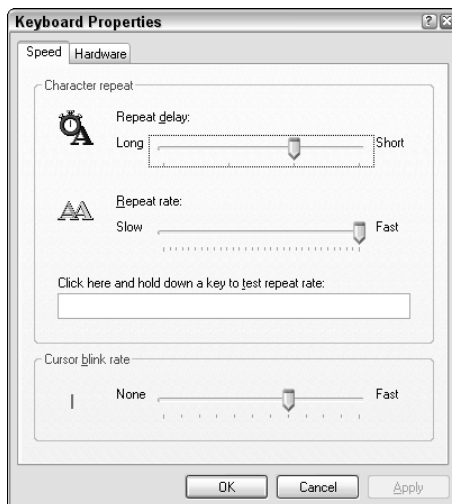 Keyboard Properties
Speed Hardware
Character repeat
Repeat delay:
Long Short
Repeat rate:
Slow Fast
Click here and hold down a key to test repeat rate:
Cursor blink rate
None Fast
OK Cancel Apply